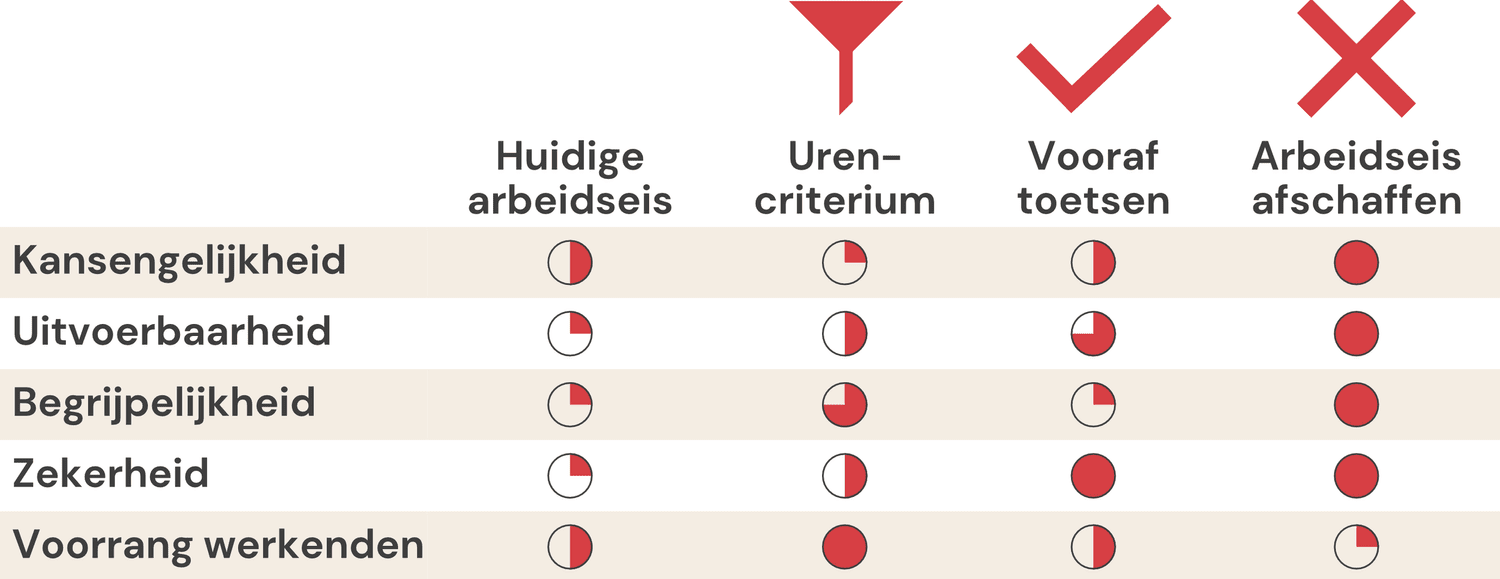 Huidige
arbeidseis
Uren-
criterium
Vooraf
toetsen
Arbeidseis
afschaffen
Kansengelijkheid
Uitvoerbaarheid
Begrijpelijkheid
Zekerheid
Voorrang werkenden